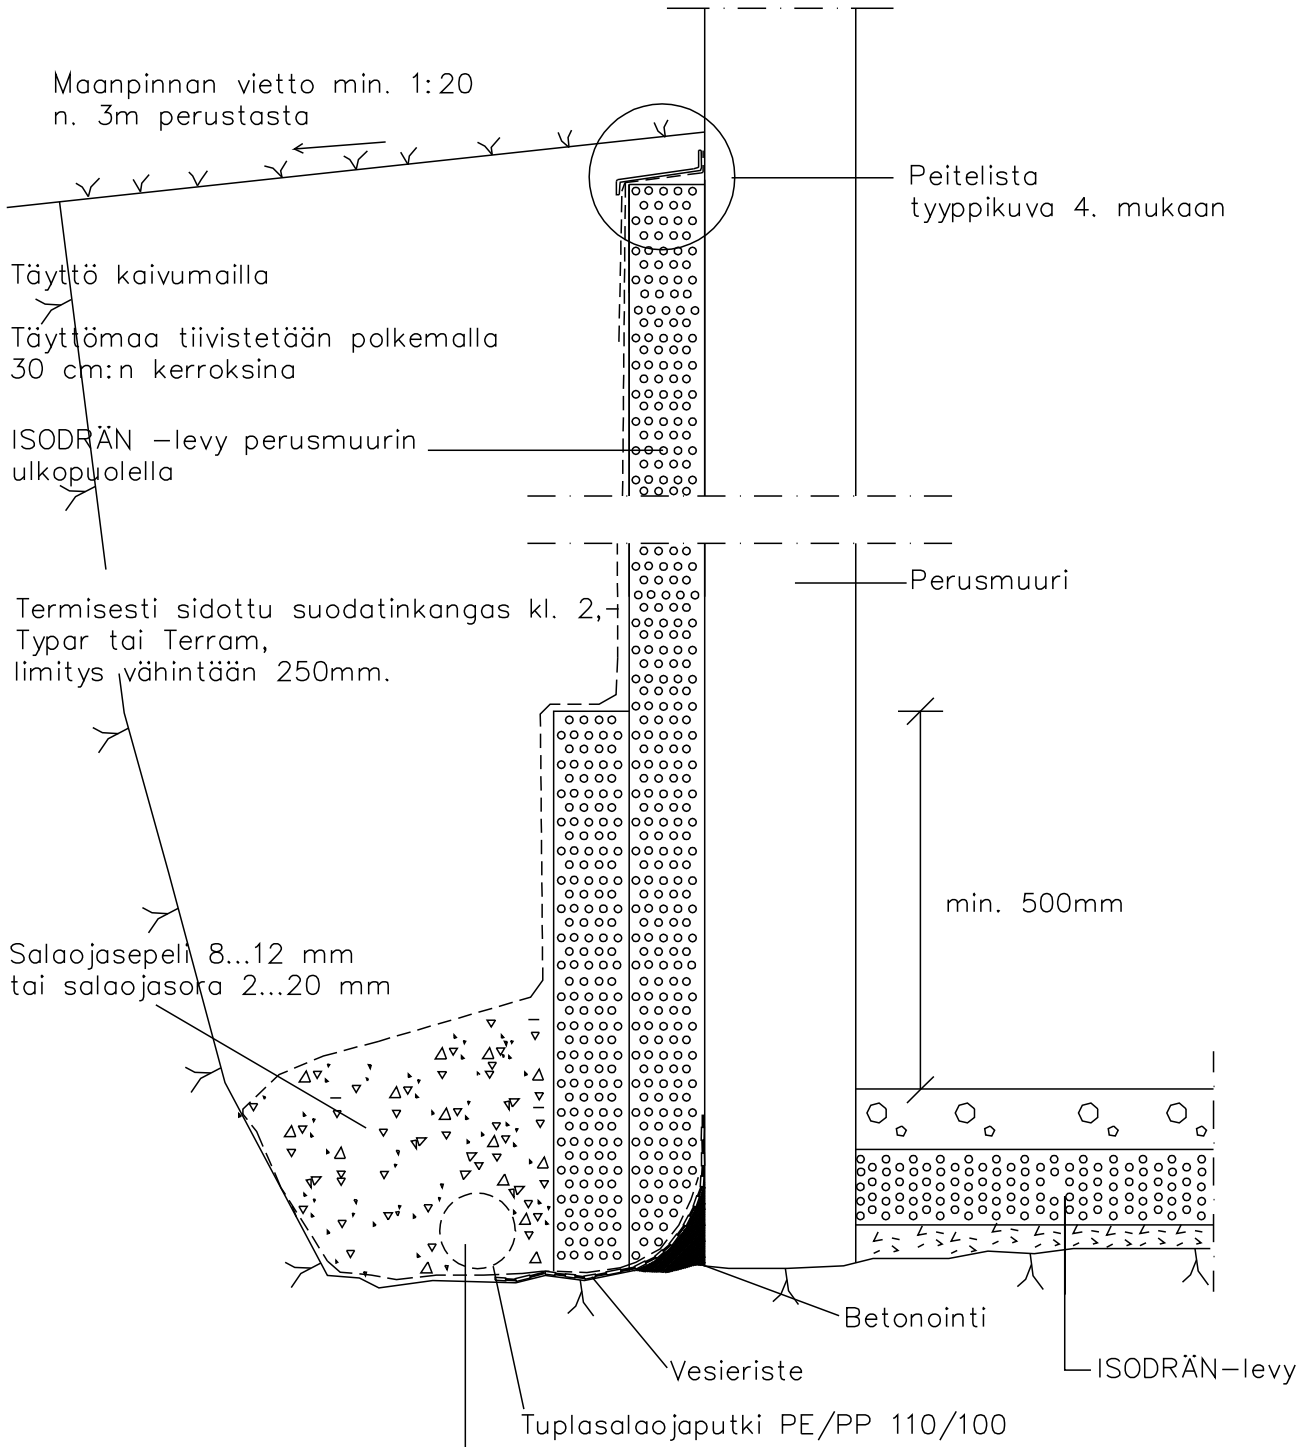 Maanpinnan vietto min. 1:20
n. 3m perustasta
Peitelista
tyyppikuva 4. mukaan
Täyttö kaivumailla
Täyttömaa tiivistetään polkemalla
30 cm:n kerroksina
ISODRÄN -levy perusmuurin
ulkopuolella
Perusmuuri
Termisesti sidottu suodatinkangas kl. 2,
Typar tai Terram,
limitys vähintään 250mm.
min. 500mm
Salaojasepeli 8...12 mm
tai salaojasora 2...20 mm
Betonointi
Vesieriste
ISODRÄN-levy
Tuplasalaojaputki PE/PP 110/100